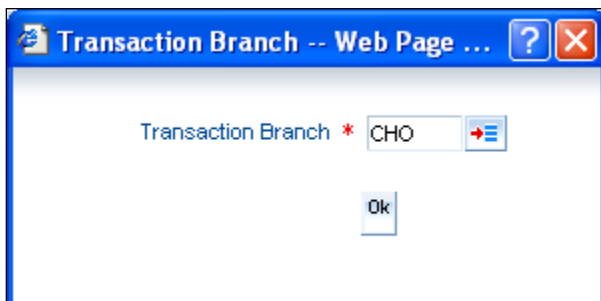 Transaction Branch -- Web Page ...
Transaction Branch * CHO
Ok